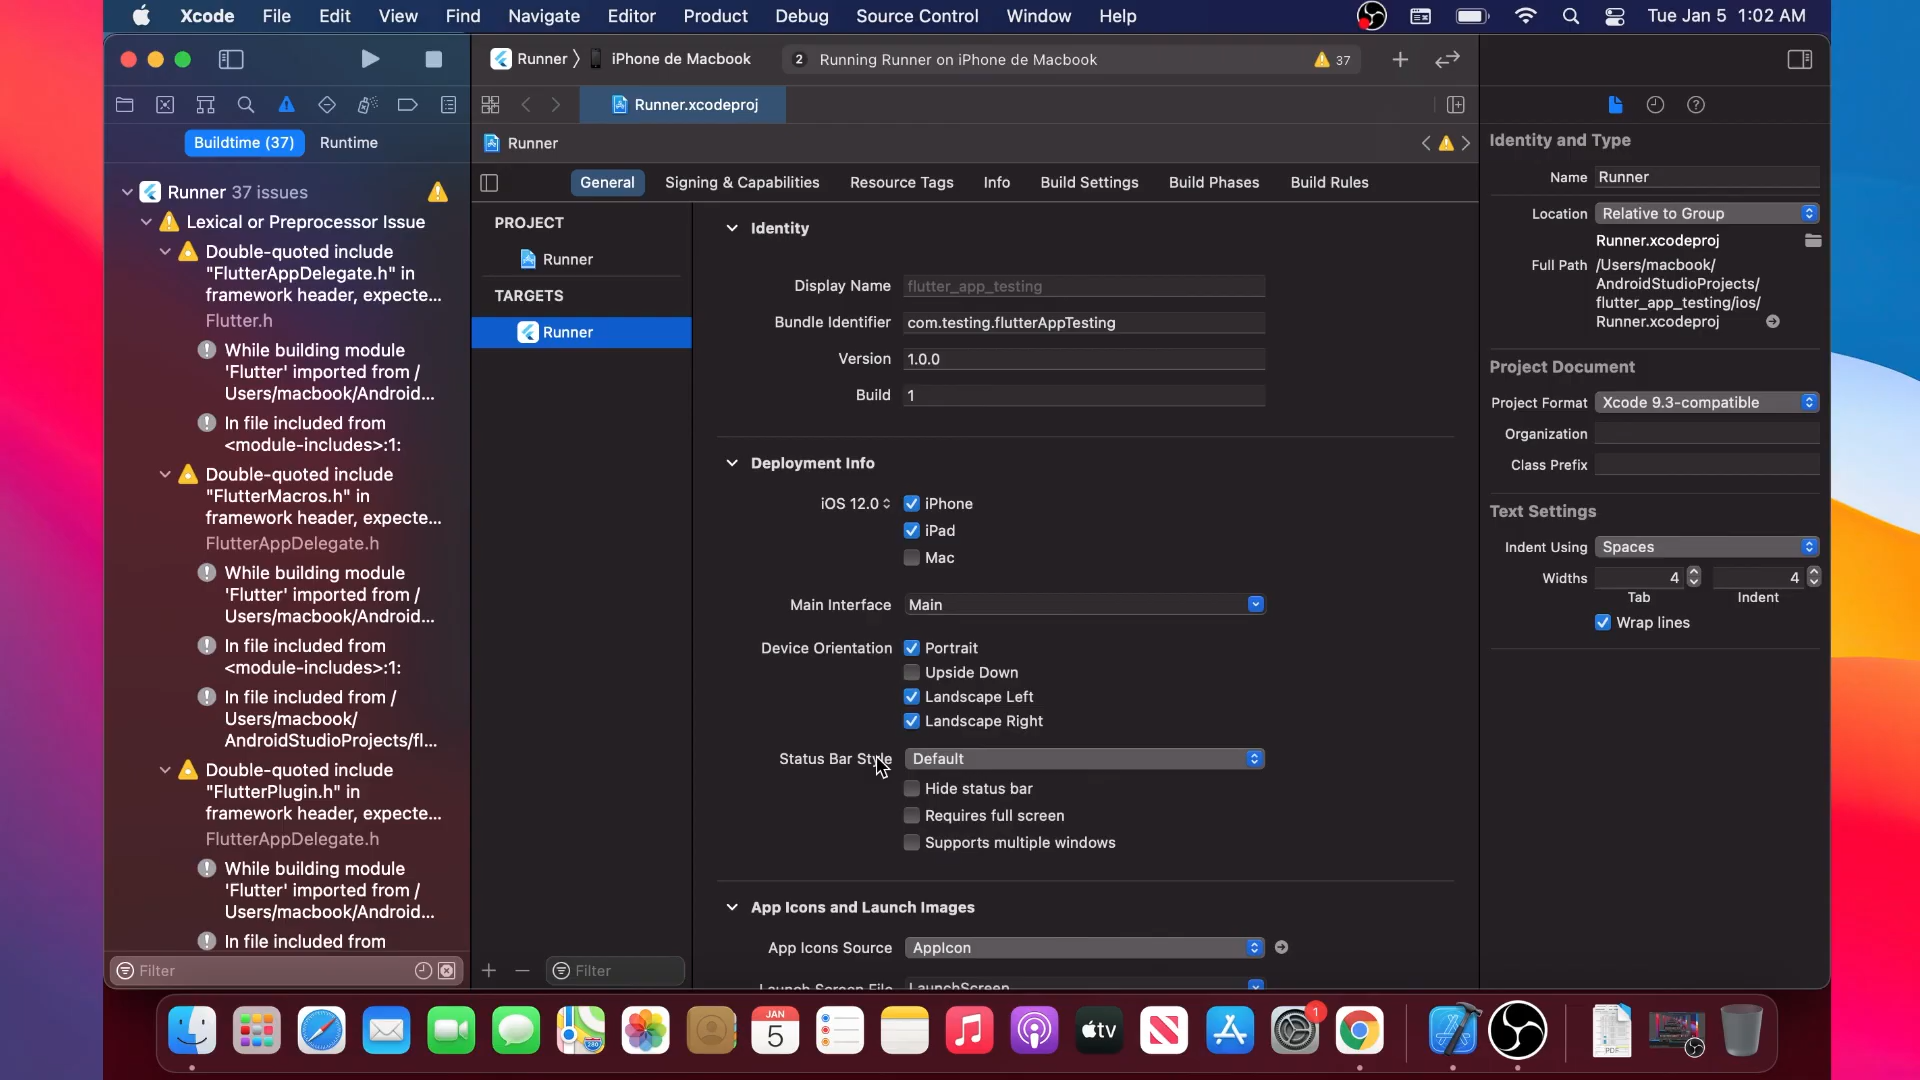 Xcode File Edit View Find Navigate Editor Product Debug Source Control Window Help Tue Jan 5 1:02 AM
Runner iPhone de Macbook 2 Running Runner on iPhone de Macbook 37
Runner.xcodeproj
Buildtime (37) Runtime
Runner
General Signing & Capabilities Resource Tags Info Build Settings Build Phases Build Rules
Runner 37 issues
Lexical or Preprocessor Issue
Double-quoted include
"FlutterAppDelegate.h" in
framework header, expecte...
Flutter.h
While building module
'Flutter' imported from /
Users/macbook/Android...
In file included from
<module-includes>:1:
Double-quoted include
"FlutterMacros.h" in
framework header, expecte...
FlutterAppDelegate.h
While building module
'Flutter' imported from /
Users/macbook/Android...
In file included from
<module-includes>:1:
In file included from /
Users/macbook/
AndroidStudioProjects/fl...
Double-quoted include
"FlutterPlugin.h" in
framework header, expecte...
FlutterAppDelegate.h
While building module
'Flutter' imported from /
Users/macbook/Android...
In file included from
Filter
PROJECT
Runner
TARGETS
Runner
Filter
Identity
Display Name flutter_app_testing
Bundle Identifier com.testing.flutterAppTesting
Version 1.0.0
Build 1
Deployment Info
iOS 12.0 iPhone
iPad
Mac
Main Interface Main
Device Orientation Portrait
Upside Down
Landscape Left
Landscape Right
Status Bar Style Default
Hide status bar
Requires full screen
Supports multiple windows
App Icons and Launch Images
App Icons Source AppIcon
Launch Screen File LaunchScreen
Identity and Type
Name Runner
Location Relative to Group
Runner.xcodeproj
Full Path /Users/macbook/
AndroidStudioProjects/
flutter_app_testing/ios/
Runner.xcodeproj
Project Document
Project Format Xcode 9.3-compatible
Organization
Class Prefix
Text Settings
Indent Using Spaces
Widths 4 4
Tab Indent
Wrap lines
280
JAN
5
tv
1
PDF